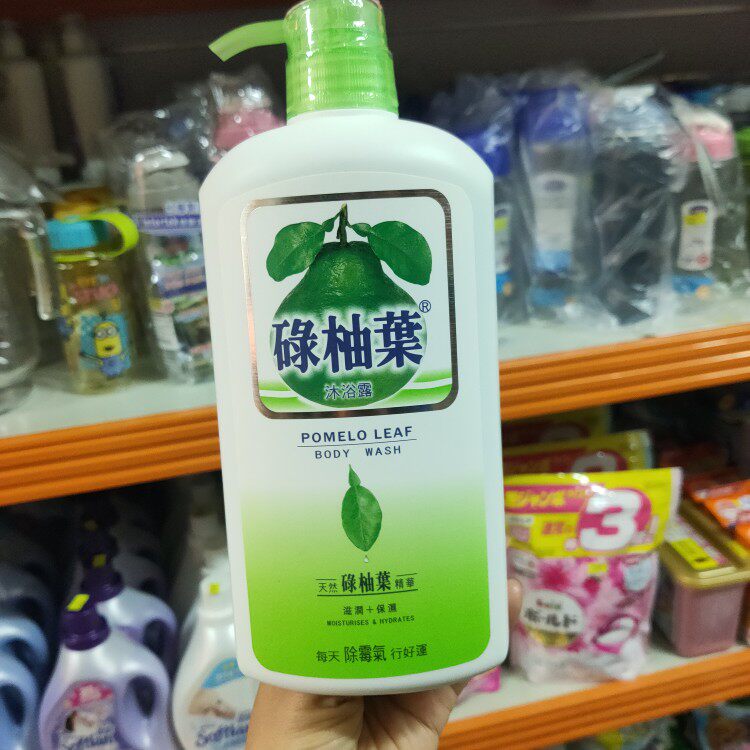 碌柚葉®
沐浴露
POMELO LEAF
BODY WASH
天然 碌柚葉 精華
滋潤+保濕
MOISTURISES & HYDRATES
每天 除霉氣 行好運
3